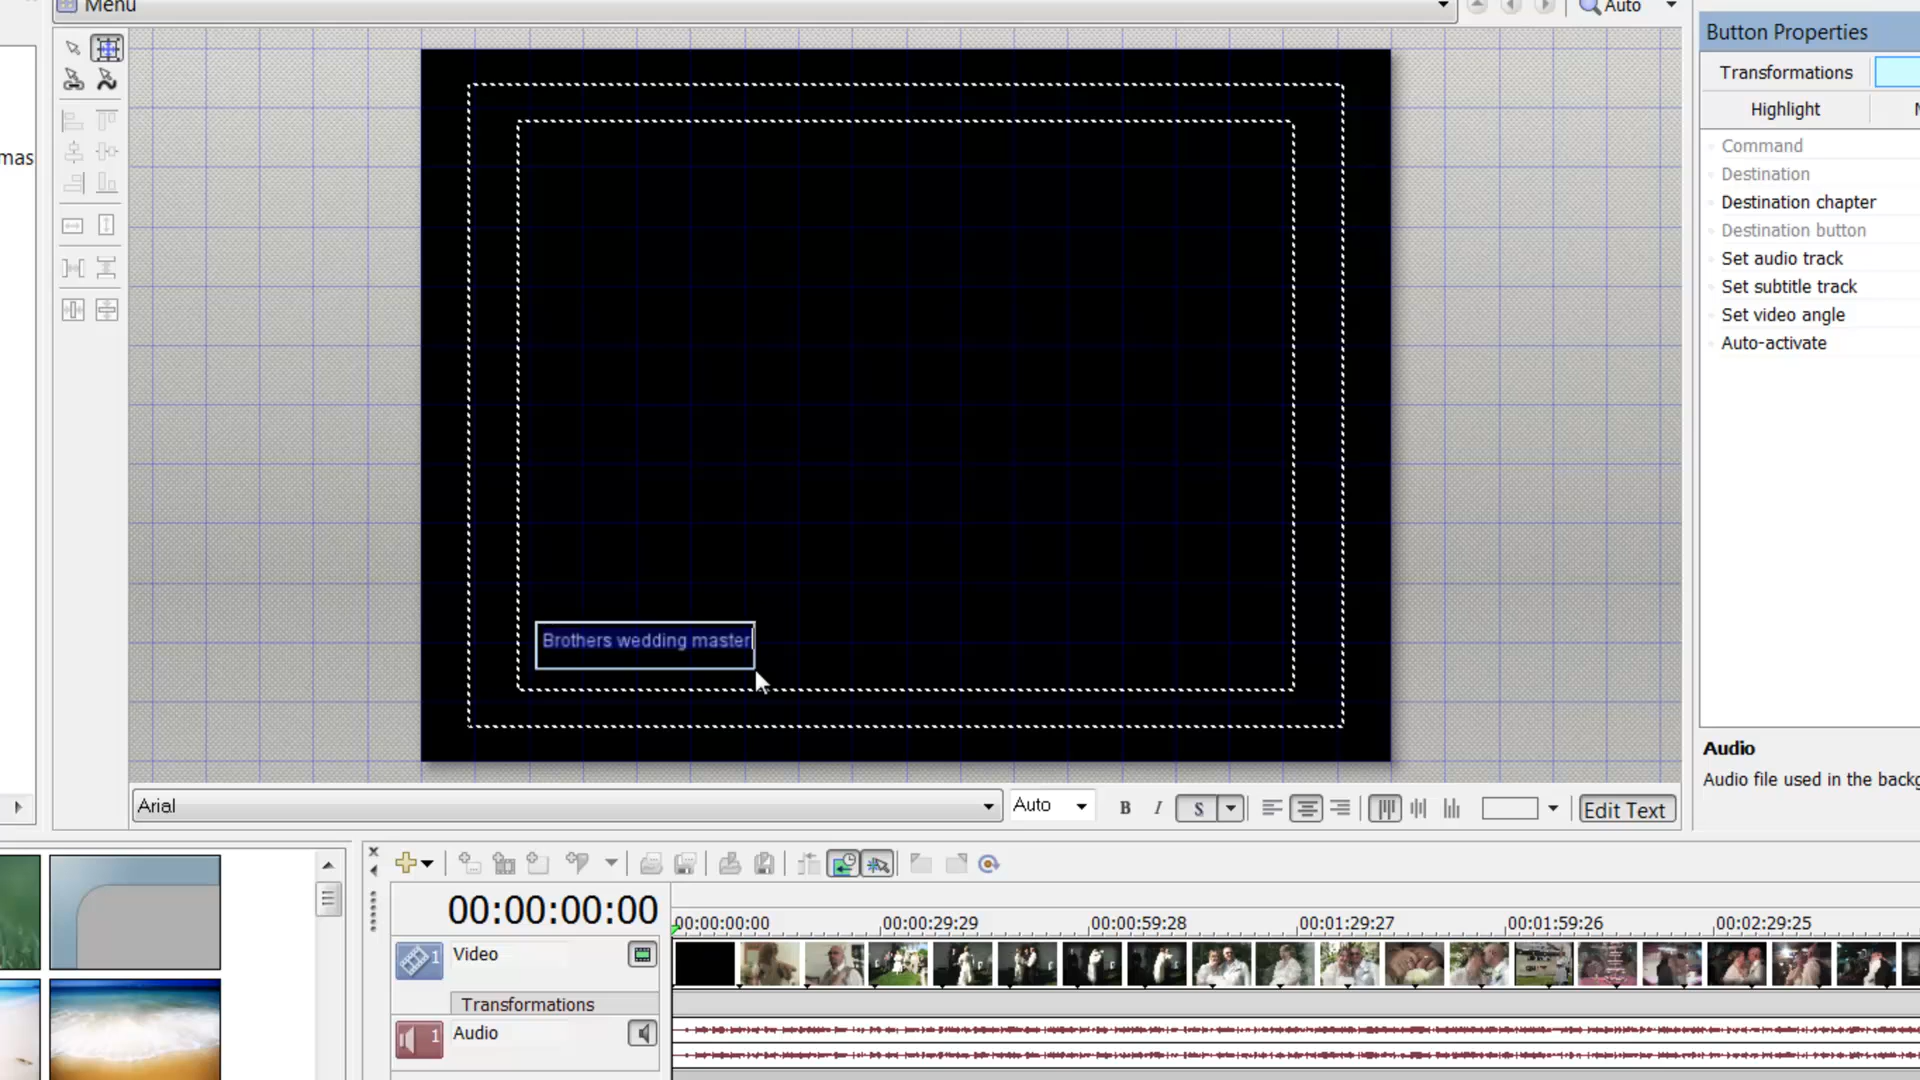 Menu
Auto
Button Properties
Transformations
Highlight
Command
mas
Destination
Destination chapter
Destination button
Set audio track
Set subtitle track
Set video angle
Auto-activate
Brothers wedding master
Audio
Audio file used in the backg
Arial
Auto
B I S
Edit Text
00:00:00:00
00:00:00:00
00:00:29:29
00:00:59:28
00:01:29:27
00:01:59:26
00:02:29:25
1
Video
Transformations
1
Audio